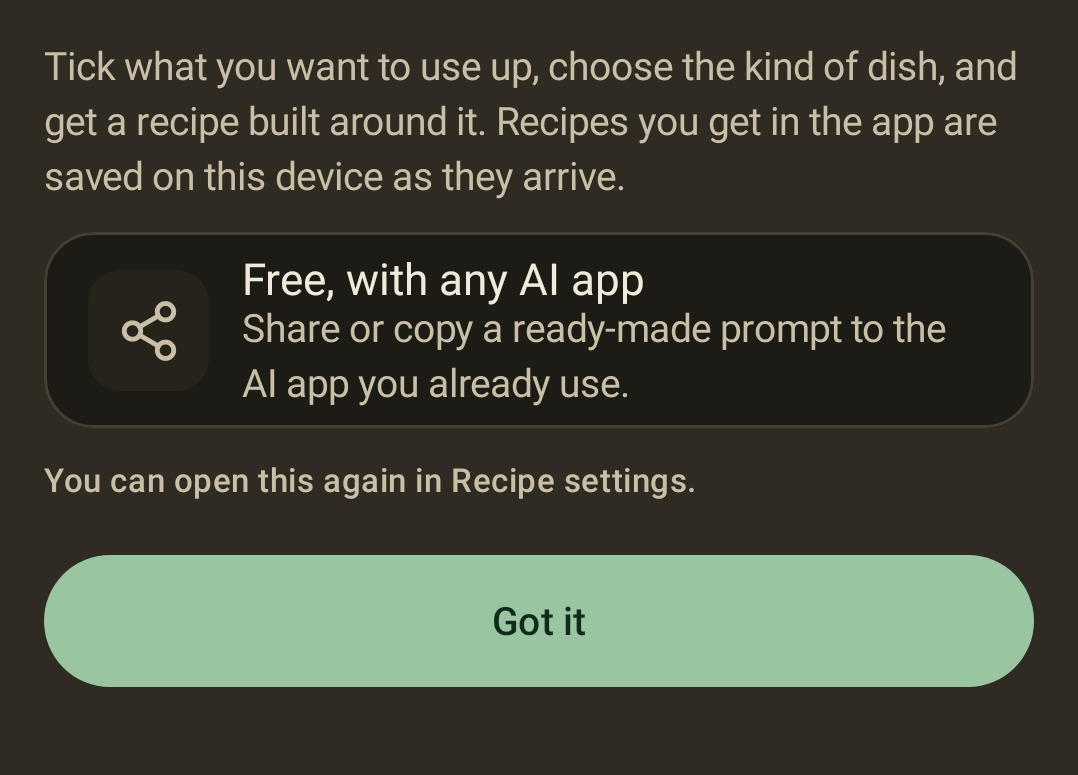 Tick what you want to use up, choose the kind of dish, and
get a recipe built around it. Recipes you get in the app are
saved on this device as they arrive.
Free, with any AI app
Share or copy a ready-made prompt to the
AI app you already use.
You can open this again in Recipe settings.
Got it